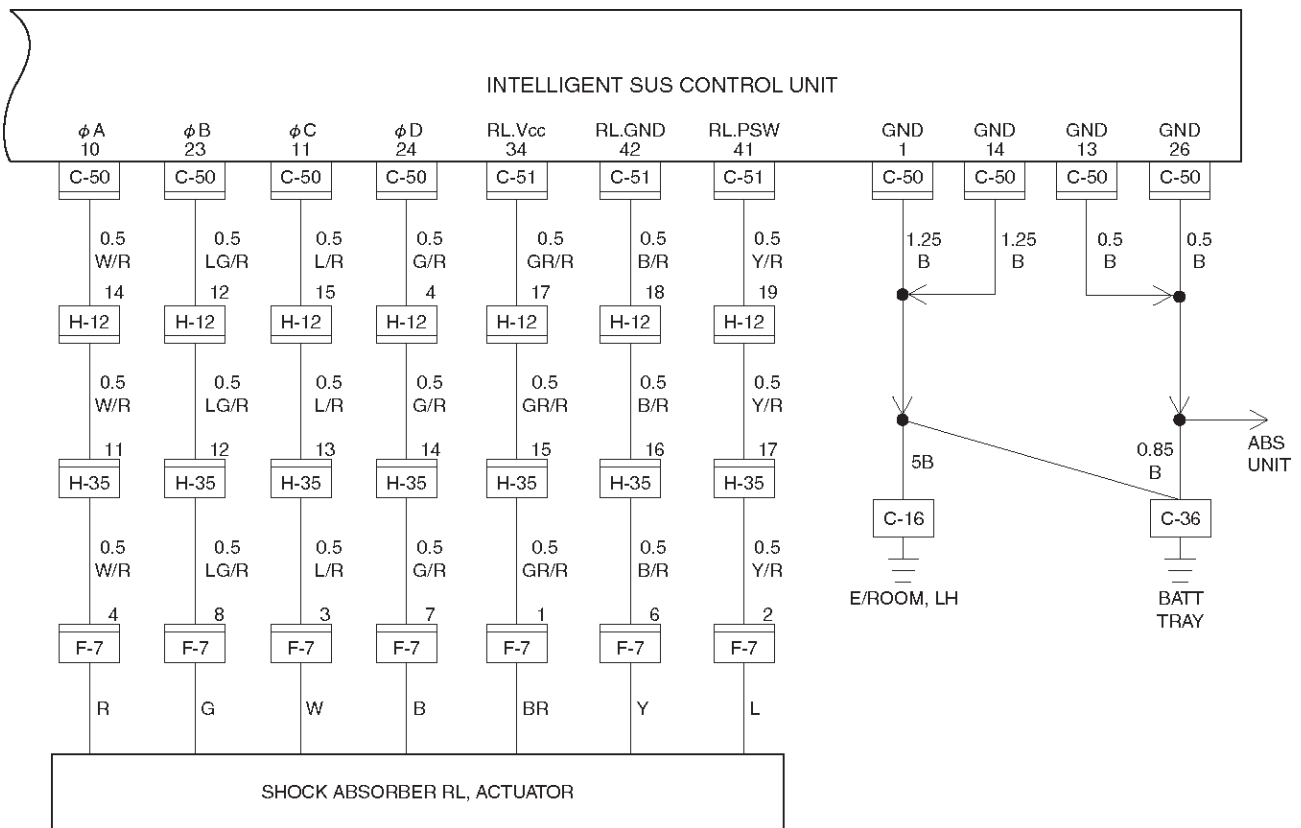 INTELLIGENT SUS CONTROL UNIT
φA φB φC φD RL.Vcc RL.GND RL.PSW GND GND GND GND
10 23 11 24 34 42 41 1 14 13 26
C-50 C-50 C-50 C-50 C-51 C-51 C-51 C-50 C-50 C-50 C-50
0.5 0.5 0.5 0.5 0.5 0.5 0.5 1.25 1.25 0.5 0.5
W/R LG/R L/R G/R GR/R B/R Y/R B B B B
14 12 15 4 17 18 19
H-12 H-12 H-12 H-12 H-12 H-12 H-12
0.5 0.5 0.5 0.5 0.5 0.5 0.5
W/R LG/R L/R G/R GR/R B/R Y/R
11 12 13 14 15 16 17
H-35 H-35 H-35 H-35 H-35 H-35 H-35
5B
0.85
B
ABS
UNIT
C-16 C-36
0.5 0.5 0.5 0.5 0.5 0.5 0.5
W/R LG/R L/R G/R GR/R B/R Y/R
E/ROOM, LH
BATT
TRAY
4 8 3 7 1 6 2
F-7 F-7 F-7 F-7 F-7 F-7 F-7
R G W B BR Y L
SHOCK ABSORBER RL, ACTUATOR